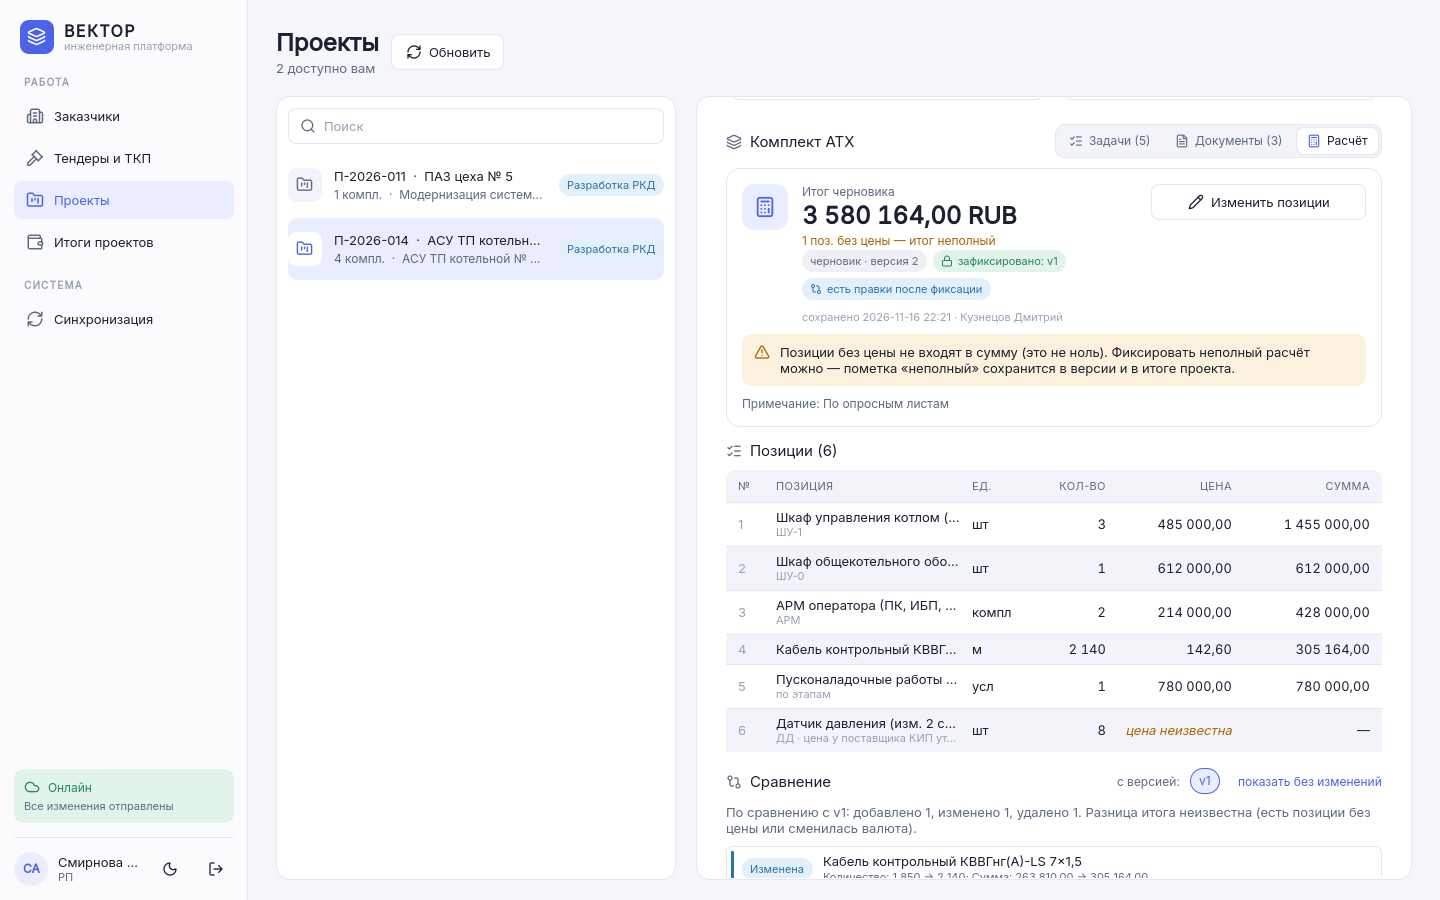 ВЕКТОР
инженерная платформа
РАБОТА
Заказчики
Тендеры и ТКП
Проекты
Итоги проектов
СИСТЕМА
Синхронизация
Онлайн
Все изменения отправлены
СА
Смирнова ...
РП
Проекты
2 доступно вам
Обновить
Поиск
П-2026-011 · ПАЗ цеха № 5
1 компл. · Модернизация систем...
Разработка РКД
П-2026-014 · АСУ ТП котельн...
4 компл. · АСУ ТП котельной № ...
Разработка РКД
Комплект АТХ
Задачи (5)
Документы (3)
Расчёт
Итог черновика
3 580 164,00 RUB
1 поз. без цены — итог неполный
черновик · версия 2
зафиксировано: v1
есть правки после фиксации
сохранено 2026-11-16 22:21 · Кузнецов Дмитрий
Изменить позиции
Позиции без цены не входят в сумму (это не ноль). Фиксировать неполный расчёт
можно — пометка «неполный» сохранится в версии и в итоге проекта.
Примечание: По опросным листам
Позиции (6)
№ ПОЗИЦИЯ ЕД. КОЛ-ВО ЦЕНА СУММА
1 Шкаф управления котлом (... шт 3 485 000,00 1 455 000,00
ШУ-1
2 Шкаф общекотельного обо... шт 1 612 000,00 612 000,00
ШУ-0
3 АРМ оператора (ПК, ИБП, ... компл 2 214 000,00 428 000,00
АРМ
4 Кабель контрольный КВВГ... м 2 140 142,60 305 164,00
5 Пусконаладочные работы ... усл 1 780 000,00 780 000,00
по этапам
6 Датчик давления (изм. 2 с... шт 8 цена неизвестна —
ДД · цена у поставщика КИП ут...
Сравнение
с версией: v1 показать без изменений
По сравнению с v1: добавлено 1, изменено 1, удалено 1. Разница итога неизвестна (есть позиции без
цены или сменилась валюта).
Изменена
Кабель контрольный КВВГнг(А)-LS 7×1,5
Количество: 1 850 → 2 140; Сумма: 263 810,00 → 305 164,00